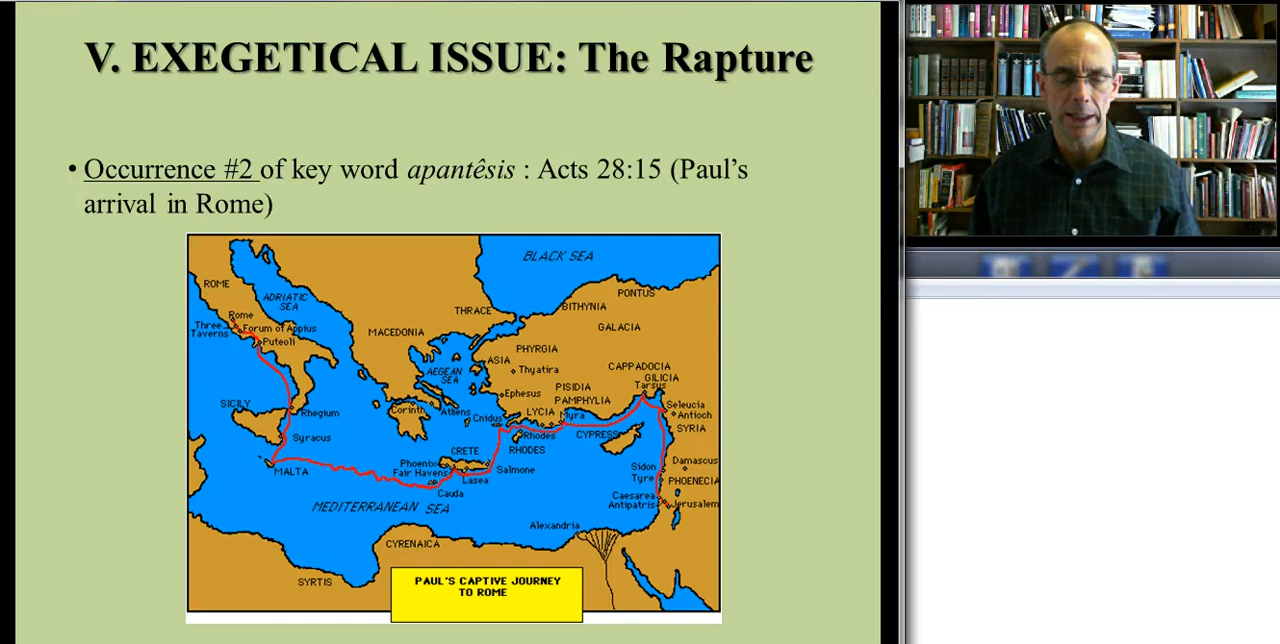 V. EXEGETICAL ISSUE: The Rapture
• Occurrence #2 of key word apantêsis : Acts 28:15 (Paul's
arrival in Rome)
BLACK SEA
ROME
ADRIATIC
SEA
PONTUS
BITHYNIA
THRACE
Rome
Three
Taverns
Forum of Appius
Puteoli
MACEDONIA
GALACIA
PHYRGIA
ASIA
Thyatira
AEGEAN
SEA
CAPPADOCIA
GILICIA
Tarsus
PISIDIA
PAMPHYLIA
Ephesus
SICILY
Rhegium
Corinth
Athens
Cnidus
LYCIA
Myra
Seleucia
Antioch
SYRIA
Syracus
Rhodes
RHODES
CYPRESS
CRETE
Phoenix
Fair Havens
Lasea
Salmone
Cauda
MALTA
Damascus
Sidon
Tyre
PHOENECIA
Caesarea
Antipatris
Jerusalem
MEDITERRANEAN SEA
Alexandria
CYRENAICA
SYRTIS
PAUL'S CAPTIVE JOURNEY
TO ROME